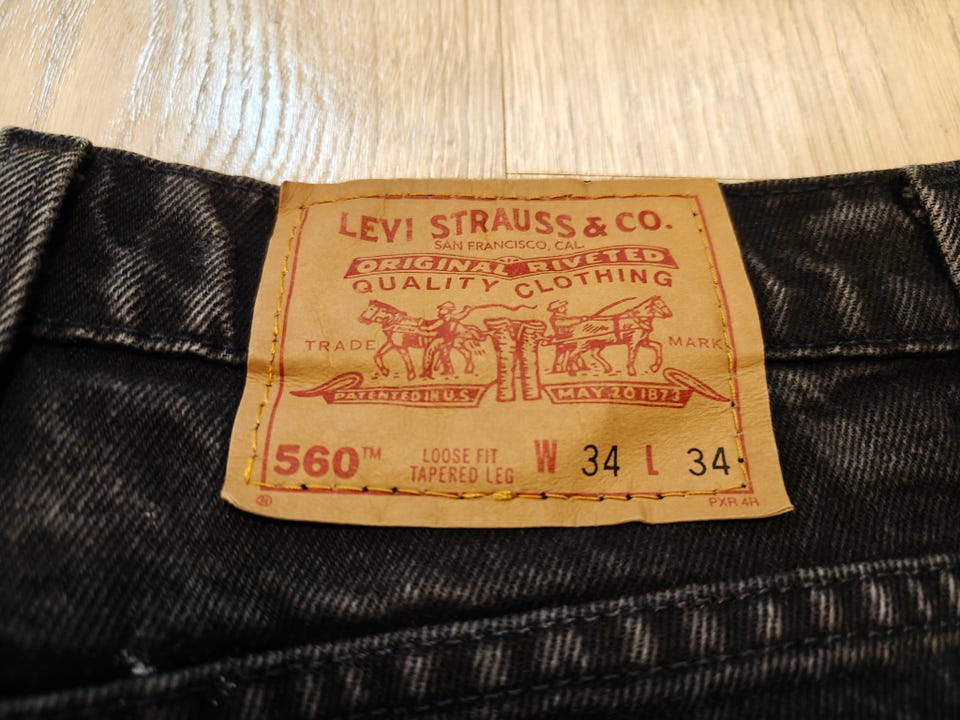 LEVI STRAUSS & CO.
SAN FRANCISCO, CAL.
ORIGINAL RIVETED
QUALITY CLOTHING
TRADE MARK
PATENTED IN U.S. MAY 20 1873
560™ LOOSE FIT TAPERED LEG W 34 L 34
® PXR 4R